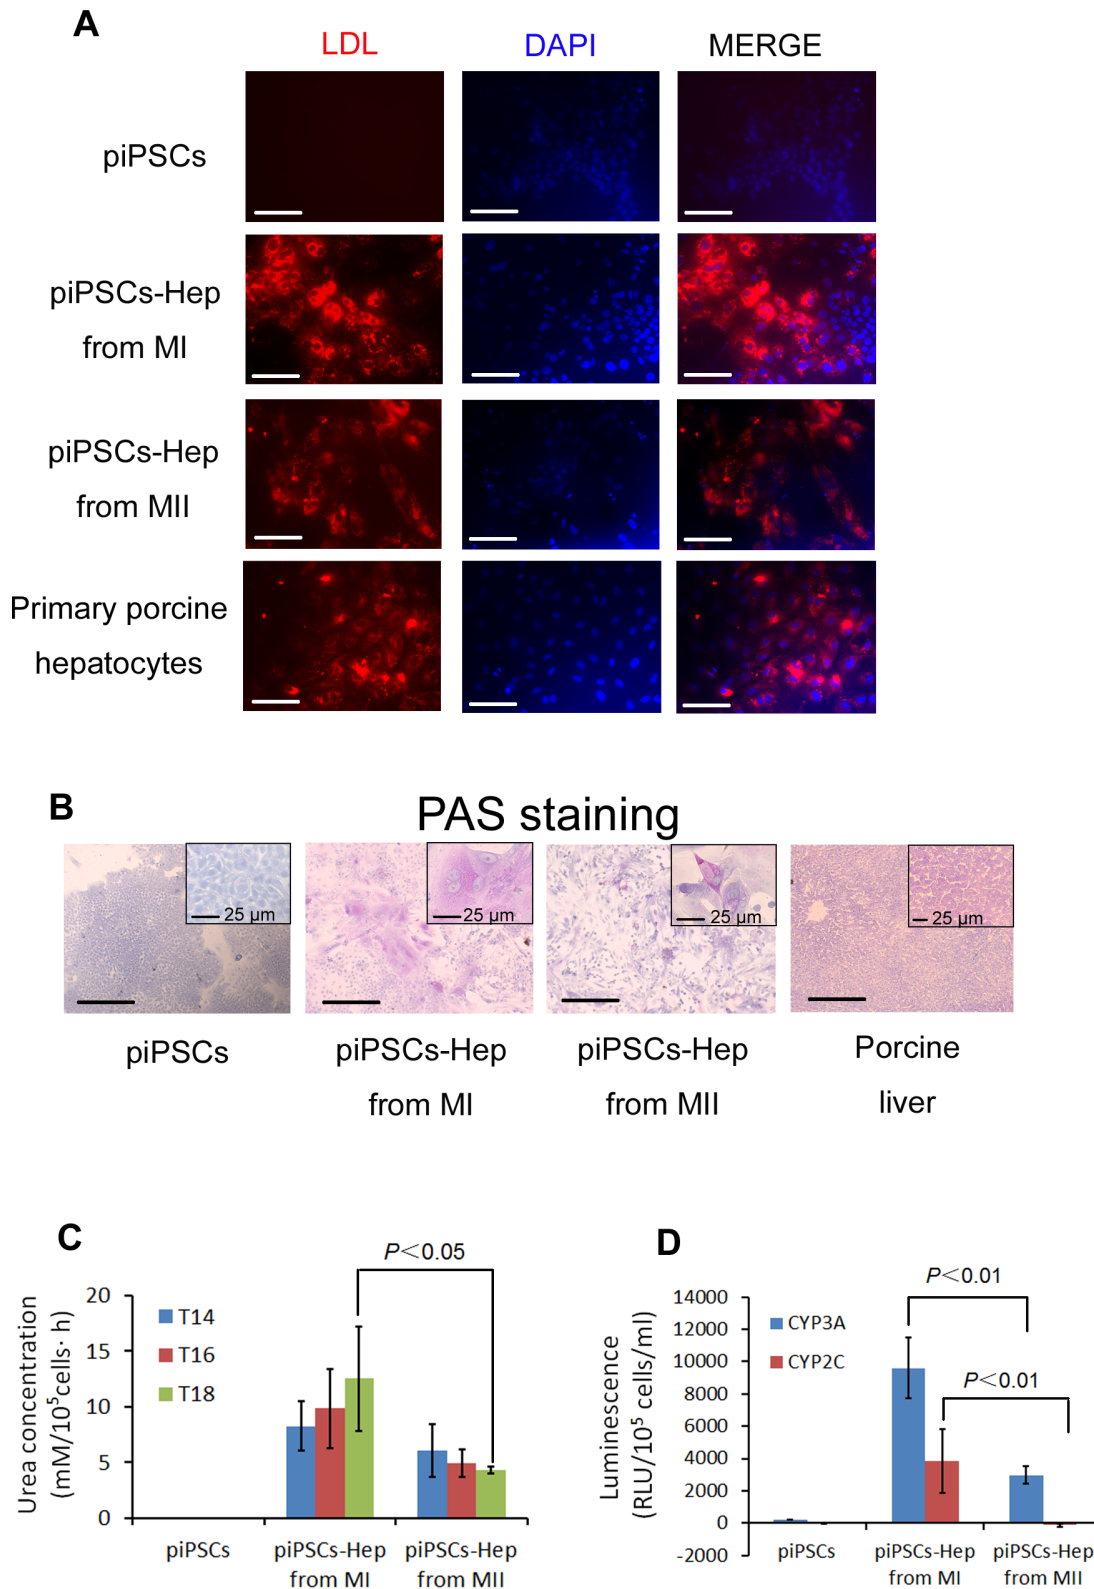 A
LDL
DAPI
MERGE
piPSCs
piPSCs-Hep
from MI
piPSCs-Hep
from MII
Primary porcine
hepatocytes
B
PAS staining
25 µm
25 µm
25 µm
25 µm
piPSCs
piPSCs-Hep
from MI
piPSCs-Hep
from MII
Porcine
liver
C
P<0.05
Urea concentration
(mM/10⁵cells· h)
20
15
10
5
0
T14
T16
T18
piPSCs
piPSCs-Hep
from MI
piPSCs-Hep
from MII
D
P<0.01
P<0.01
Luminescence
(RLU/10⁵ cells/ml)
14000
12000
10000
8000
6000
4000
2000
0
-2000
CYP3A
CYP2C
piPSCs
piPSCs-Hep
from MI
piPSCs-Hep
from MII